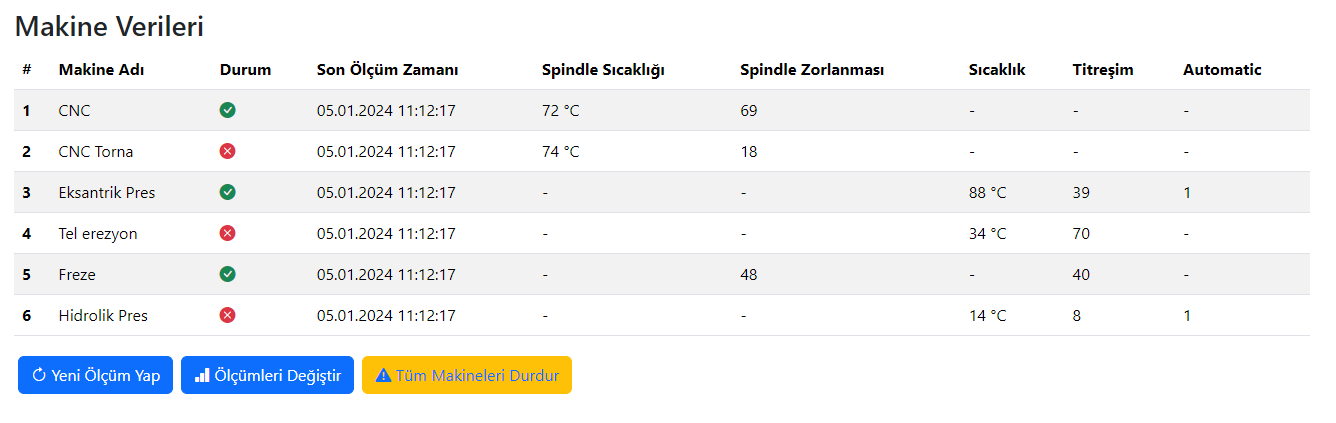 Makine Verileri
# Makine Adı Durum Son Ölçüm Zamanı Spindle Sıcaklığı Spindle Zorlanması Sıcaklık Titreşim Automatic
1 CNC 05.01.2024 11:12:17 72 °C 69 - - -
2 CNC Torna 05.01.2024 11:12:17 74 °C 18 - - -
3 Eksantrik Pres 05.01.2024 11:12:17 - - 88 °C 39 1
4 Tel erezyon 05.01.2024 11:12:17 - - 34 °C 70 -
5 Freze 05.01.2024 11:12:17 - 48 - 40 -
6 Hidrolik Pres 05.01.2024 11:12:17 - - 14 °C 8 1
Yeni Ölçüm Yap Ölçümleri Değiştir Tüm Makineleri Durdur